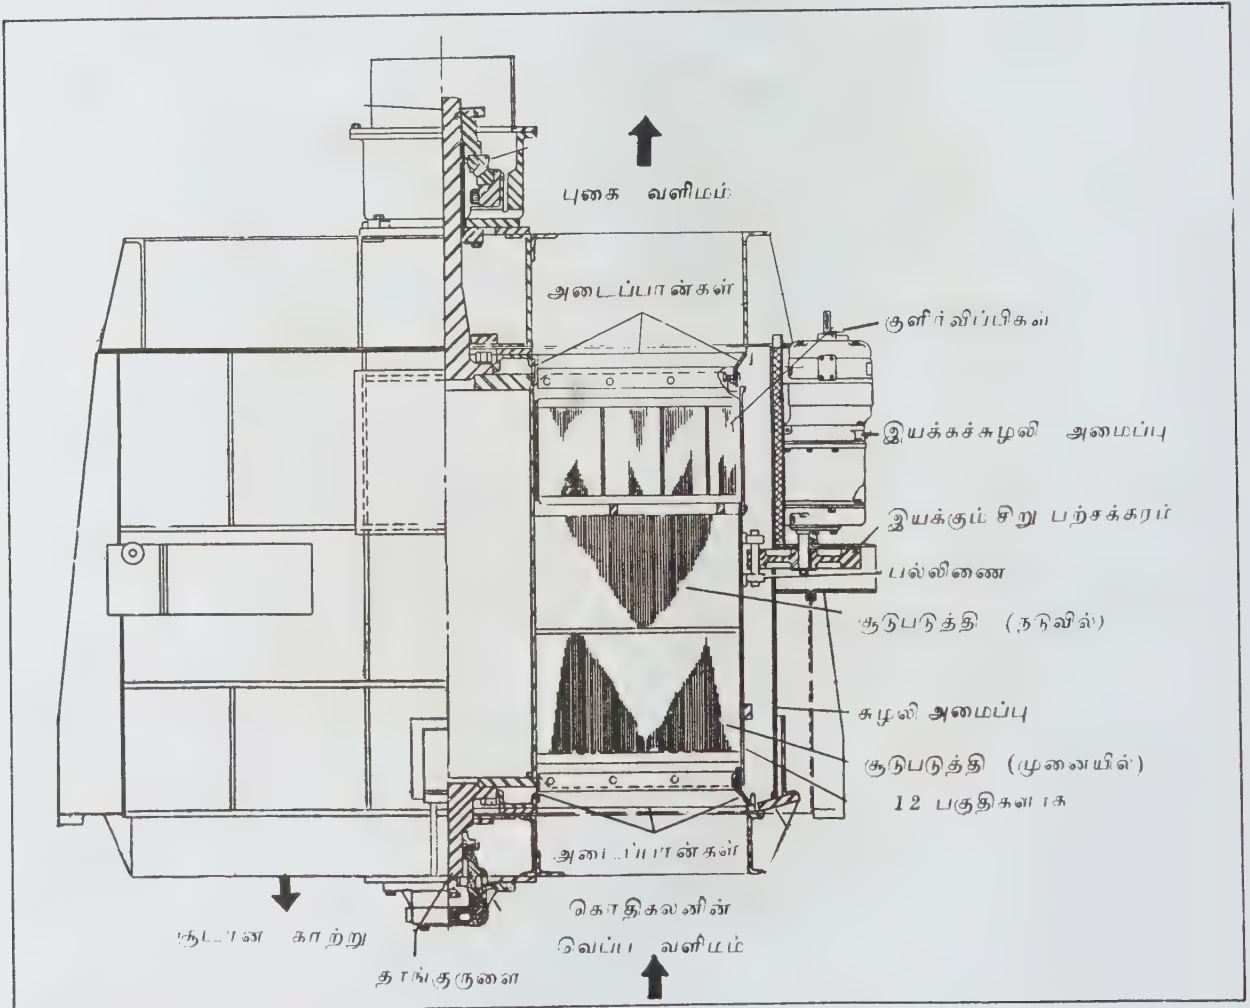 புகை வளிமம்
அடைப்பான்கள்
குளிர்விப்பிகள்
இயக்கச்சுழலி அமைப்பு
இயக்கும் சிறு பற்சக்கரம்
பல்லிணை
சூடுபடுத்தி (நடுவில்)
சுழலி அமைப்பு
சூடுபடுத்தி (முனையில்)
12 பகுதிகளாக
அடைப்பான்கள்
சூடான காற்று
கொதிகலனின்
வெப்ப வளிமம்
தாங்குருளை